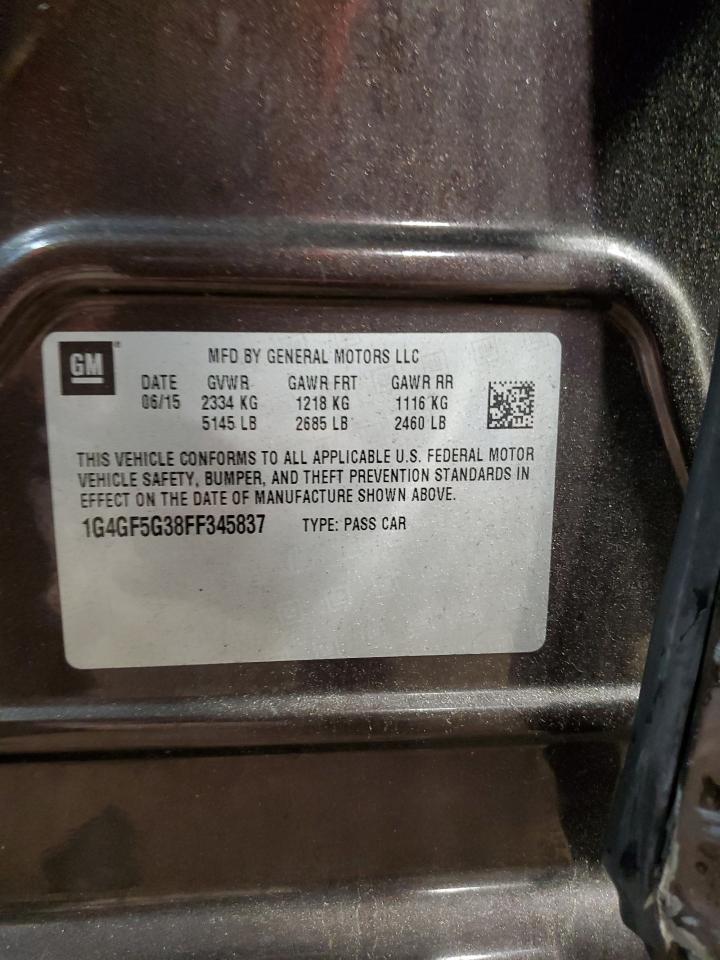 GM
MFD BY GENERAL MOTORS LLC
DATE GVWR GAWR FRT GAWR RR
06/15 2334 KG 1218 KG 1116 KG
5145 LB 2685 LB 2460 LB
THIS VEHICLE CONFORMS TO ALL APPLICABLE U.S. FEDERAL MOTOR
VEHICLE SAFETY, BUMPER, AND THEFT PREVENTION STANDARDS IN
EFFECT ON THE DATE OF MANUFACTURE SHOWN ABOVE.
1G4GF5G38FF345837 TYPE: PASS CAR